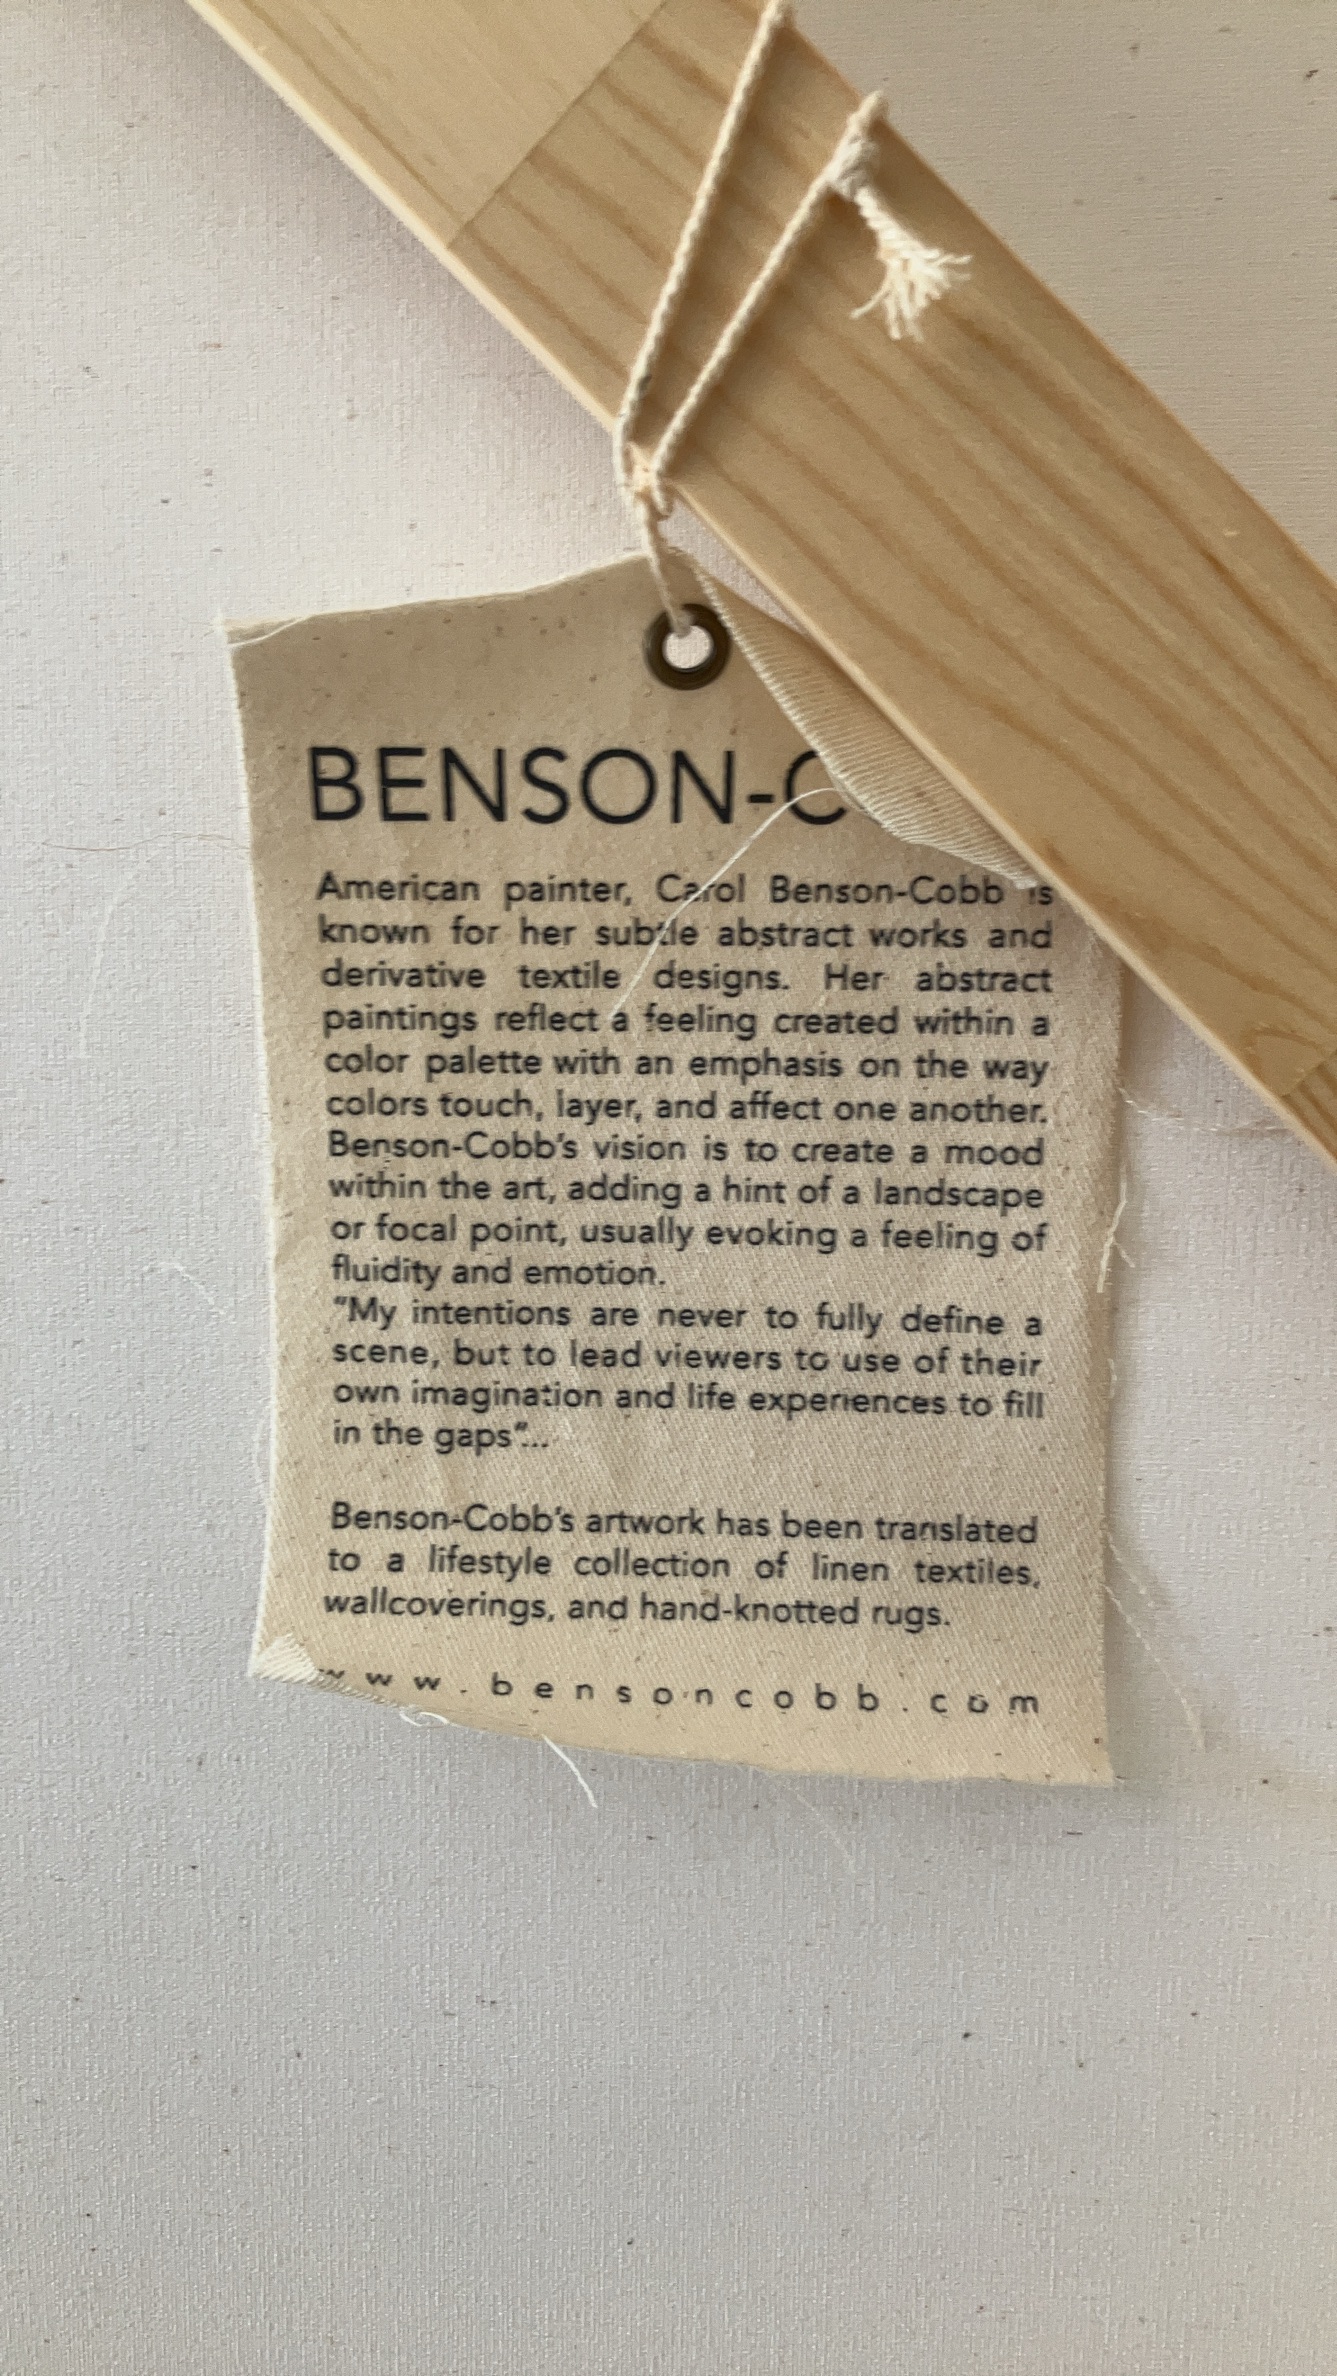 BENSON-C
American painter, Carol Benson-Cobb is
known for her subtle abstract works and
derivative textile designs. Her abstract
paintings reflect a feeling created within a
color palette with an emphasis on the way
colors touch, layer, and affect one another.
Benson-Cobb's vision is to create a mood
within the art, adding a hint of a landscape
or focal point, usually evoking a feeling of
fluidity and emotion.
“My intentions are never to fully define a
scene, but to lead viewers to use of their
own imagination and life experiences to fill
in the gaps“...
Benson-Cobb's artwork has been translated
to a lifestyle collection of linen textiles,
wallcoverings, and hand-knotted rugs.
www.bensoncobb.com